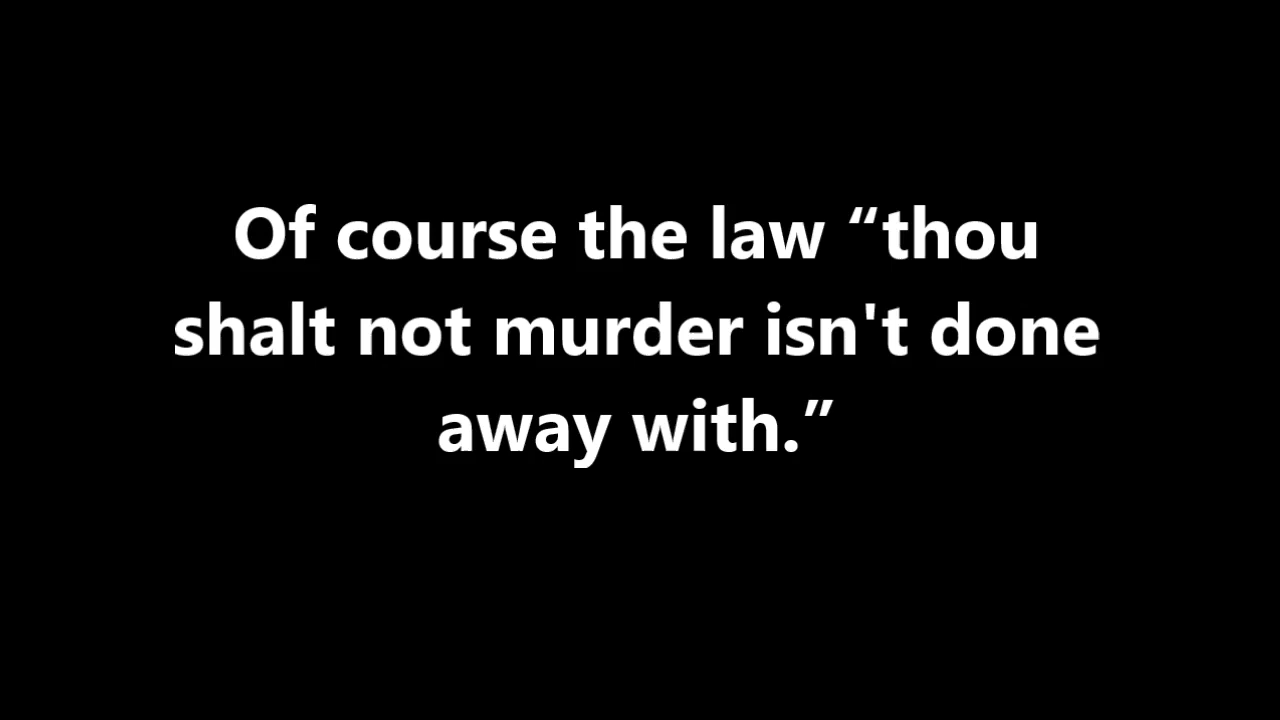 Of course the law “thou
shalt not murder isn't done
away with.”